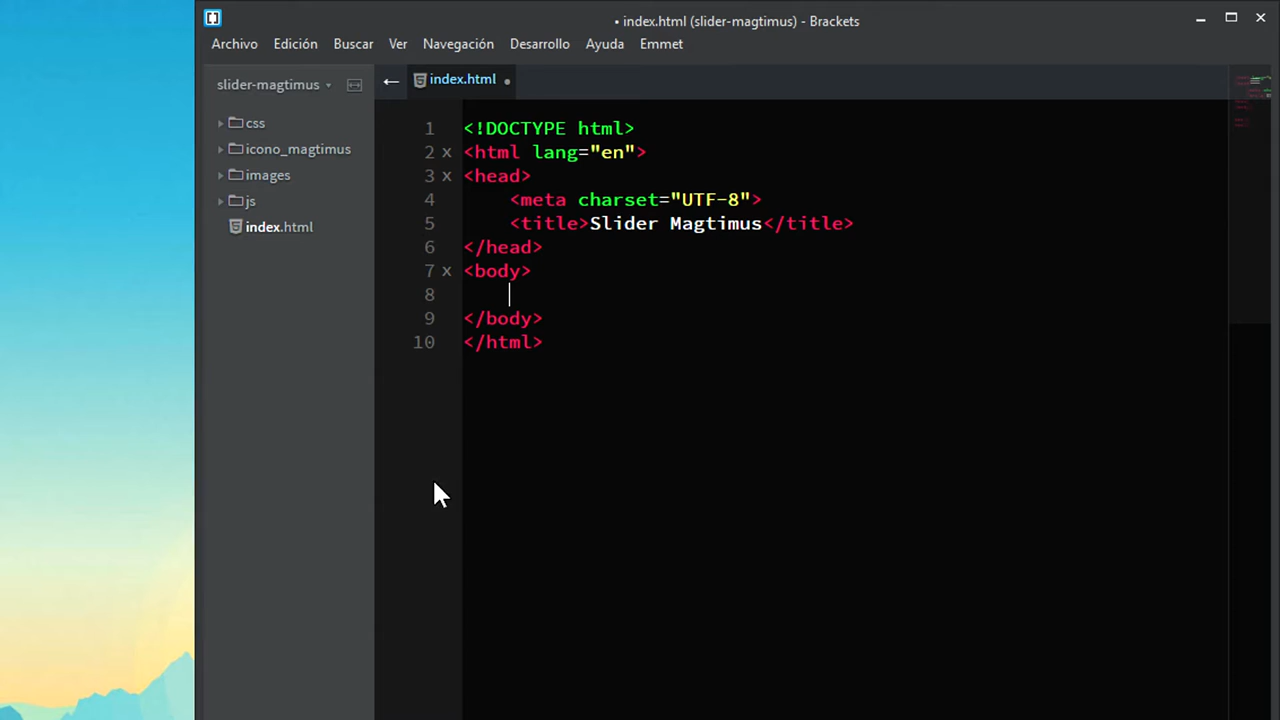 • index.html (slider-magtimus) - Brackets
Archivo Edición Buscar Ver Navegación Desarrollo Ayuda Emmet
slider-magtimus
css
icono_magtimus
images
js
index.html
index.html •
1 <!DOCTYPE html>
2 x <html lang="en">
3 x <head>
4 <meta charset="UTF-8">
5 <title>Slider Magtimus</title>
6 </head>
7 x <body>
8
9 </body>
10 </html>